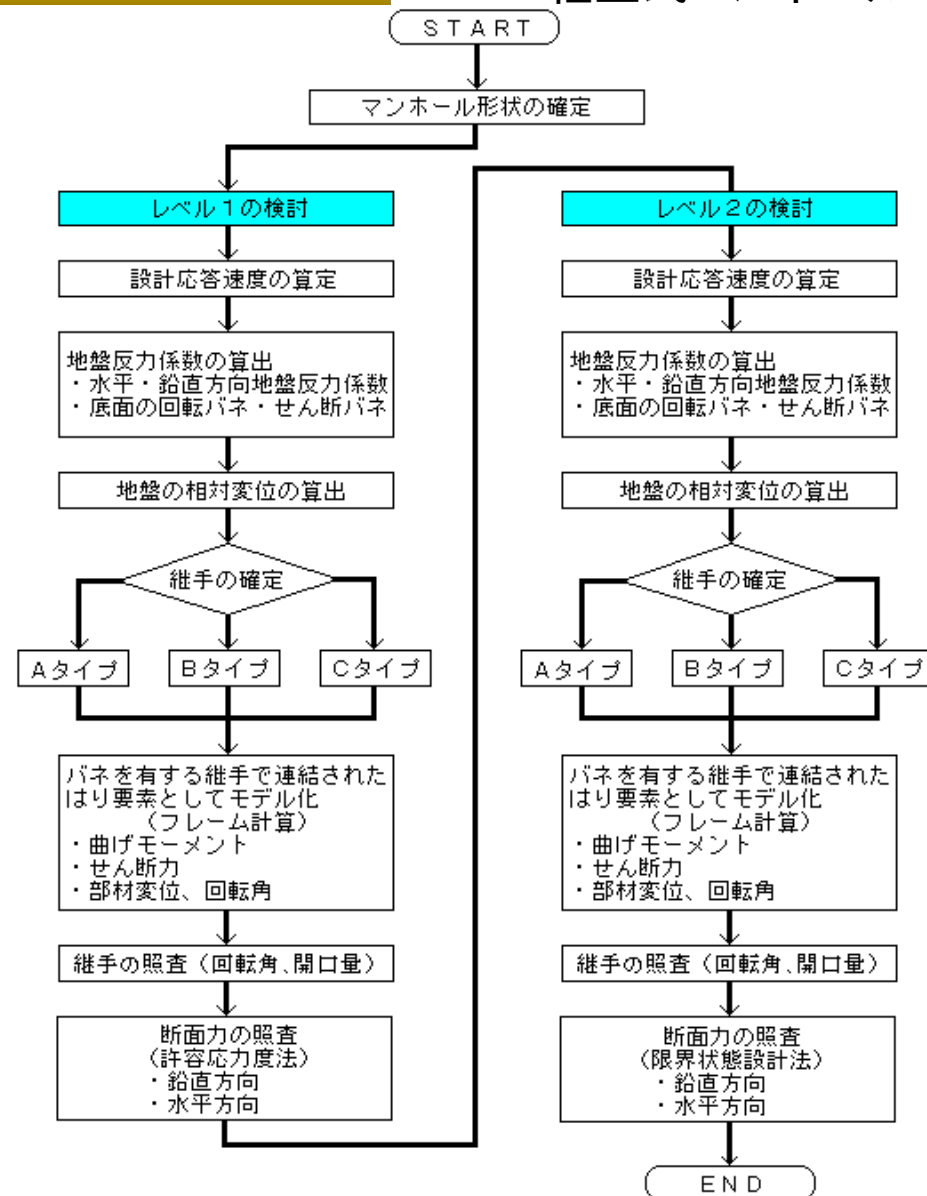 ＳＴＡＲＴ
マンホール形状の確定
レベル１の検討
設計応答速度の算定
地盤反力係数の算出
・水平・鉛直方向地盤反力係数
・底面の回転バネ・せん断バネ
地盤の相対変位の算出
継手の確定
Ａタイプ
Ｂタイプ
Ｃタイプ
バネを有する継手で連結された
はり要素としてモデル化
（フレーム計算）
・曲げモーメント
・せん断力
・部材変位、回転角
継手の照査（回転角、開口量）
断面力の照査
（許容応力度法）
・鉛直方向
・水平方向
レベル２の検討
設計応答速度の算定
地盤反力係数の算出
・水平・鉛直方向地盤反力係数
・底面の回転バネ・せん断バネ
地盤の相対変位の算出
継手の確定
Ａタイプ
Ｂタイプ
Ｃタイプ
バネを有する継手で連結された
はり要素としてモデル化
（フレーム計算）
・曲げモーメント
・せん断力
・部材変位、回転角
継手の照査（回転角、開口量）
断面力の照査
（限界状態設計法）
・鉛直方向
・水平方向
ＥＮＤ